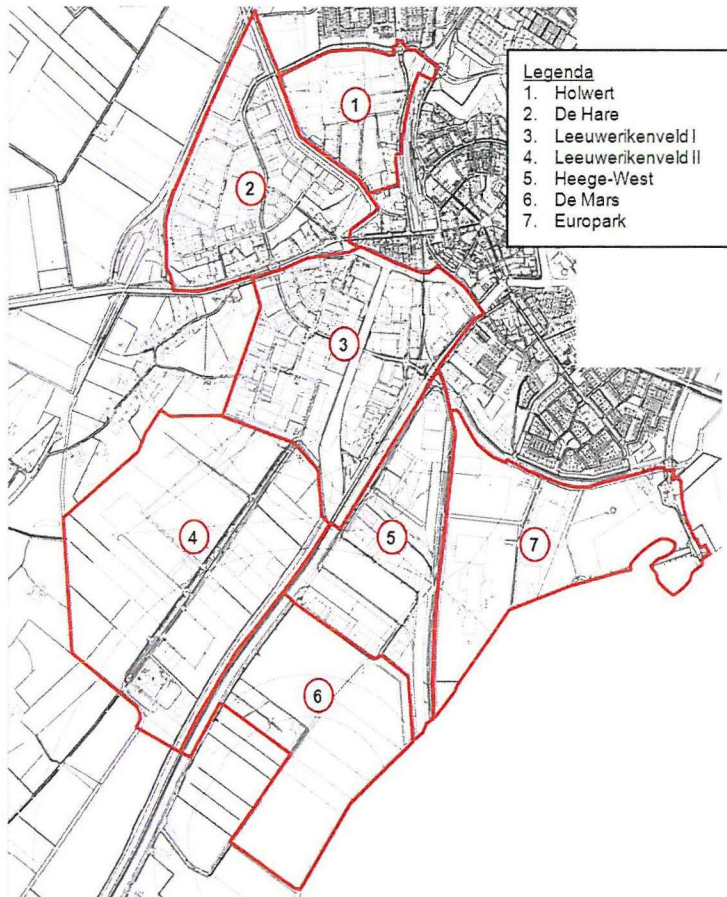 Legenda
1. Holwert
2. De Hare
3. Leeuwerikenveld I
4. Leeuwerikenveld II
5. Heege-West
6. De Mars
7. Europark
1
2
3
4
5
7
6